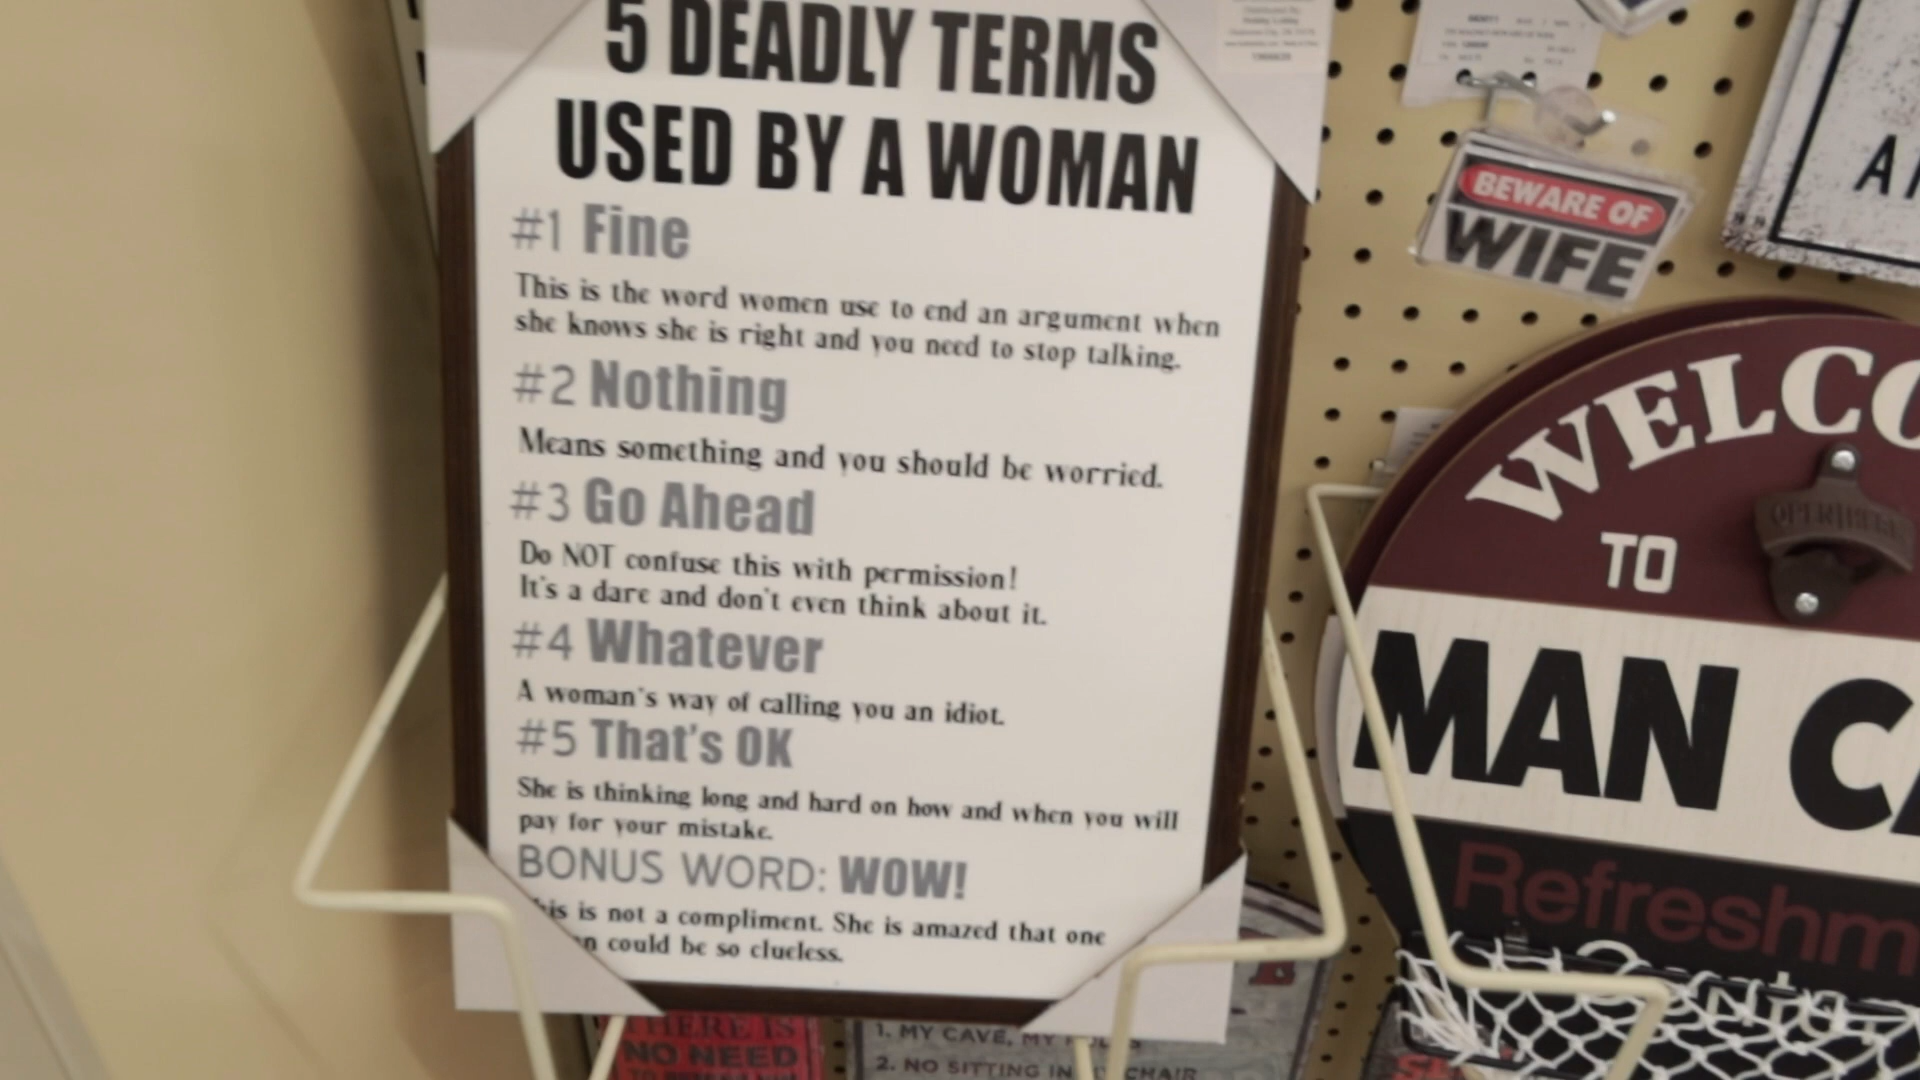 5 DEADLY TERMS
USED BY A WOMAN
#1 Fine
This is the word women use to end an argument when
she knows she is right and you need to stop talking.
#2 Nothing
Means something and you should be worried.
#3 Go Ahead
Do NOT confuse this with permission!
It's a dare and don't even think about it.
#4 Whatever
A woman's way of calling you an idiot.
#5 That's OK
She is thinking long and hard on how and when you will
pay for your mistake.
BONUS WORD: WOW!
is is not a compliment. She is amazed that one
could be so clueless.
BEWARE OF
WIFE
WELCO
OPEN HERE
TO
MAN CA
Refreshm
THERE IS
NO NEED
1. MY CAVE, MY RULES
2. NO SITTING IN MY CHAIR